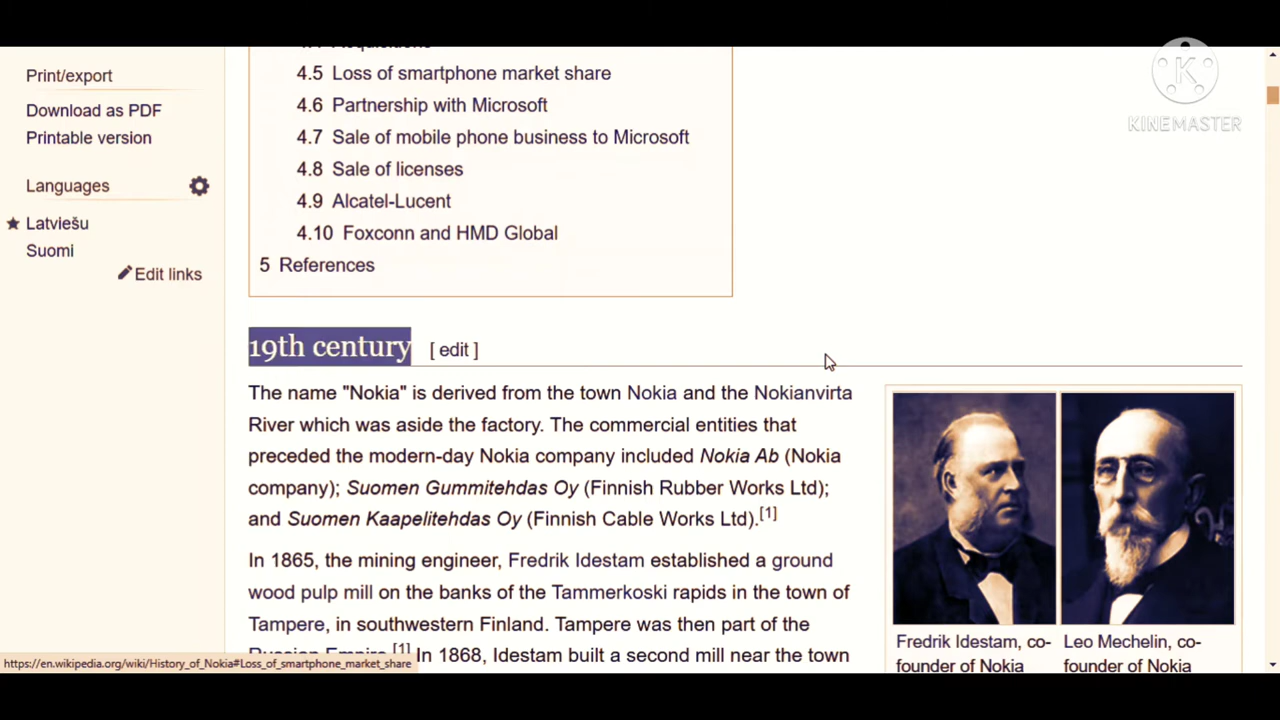 Print/export
Download as PDF
Printable version
Languages
Latviešu
Suomi
Edit links
4.5 Loss of smartphone market share
4.6 Partnership with Microsoft
4.7 Sale of mobile phone business to Microsoft
4.8 Sale of licenses
4.9 Alcatel-Lucent
4.10 Foxconn and HMD Global
5 References
19th century [ edit ]
The name "Nokia" is derived from the town Nokia and the Nokianvirta
River which was aside the factory. The commercial entities that
preceded the modern-day Nokia company included Nokia Ab (Nokia
company); Suomen Gummitehdas Oy (Finnish Rubber Works Ltd);
and Suomen Kaapelitehdas Oy (Finnish Cable Works Ltd).[1]
In 1865, the mining engineer, Fredrik Idestam established a ground
wood pulp mill on the banks of the Tammerkoski rapids in the town of
Tampere, in southwestern Finland. Tampere was then part of the
Russian Empire.[1] In 1868, Idestam built a second mill near the town
Fredrik Idestam, co-
founder of Nokia
Leo Mechelin, co-
founder of Nokia
https://en.wikipedia.org/wiki/History_of_Nokia#Loss_of_smartphone_market_share
K
KINEMASTER